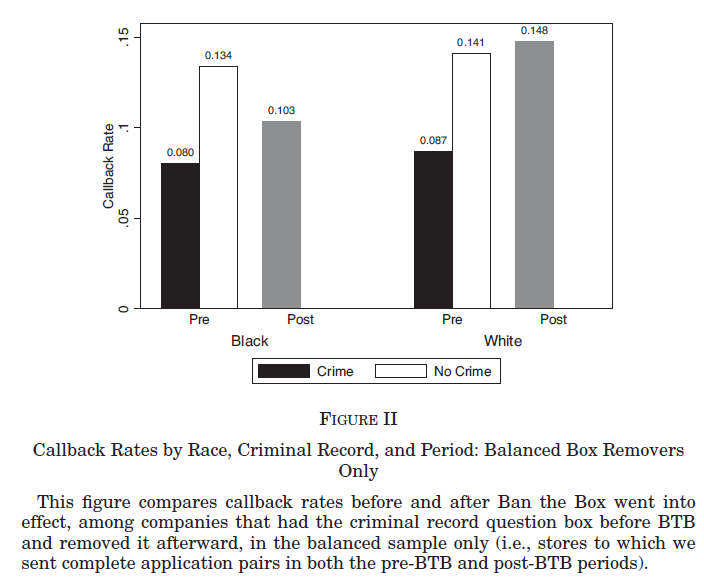 Callback Rate
.15
.1
.05
0
0.080
0.134
0.103
0.087
0.141
0.148
Pre
Post
Pre
Post
Black
White
Crime
No Crime
FIGURE II
Callback Rates by Race, Criminal Record, and Period: Balanced Box Removers
Only
This figure compares callback rates before and after Ban the Box went into
effect, among companies that had the criminal record question box before BTB
and removed it afterward, in the balanced sample only (i.e., stores to which we
sent complete application pairs in both the pre-BTB and post-BTB periods).